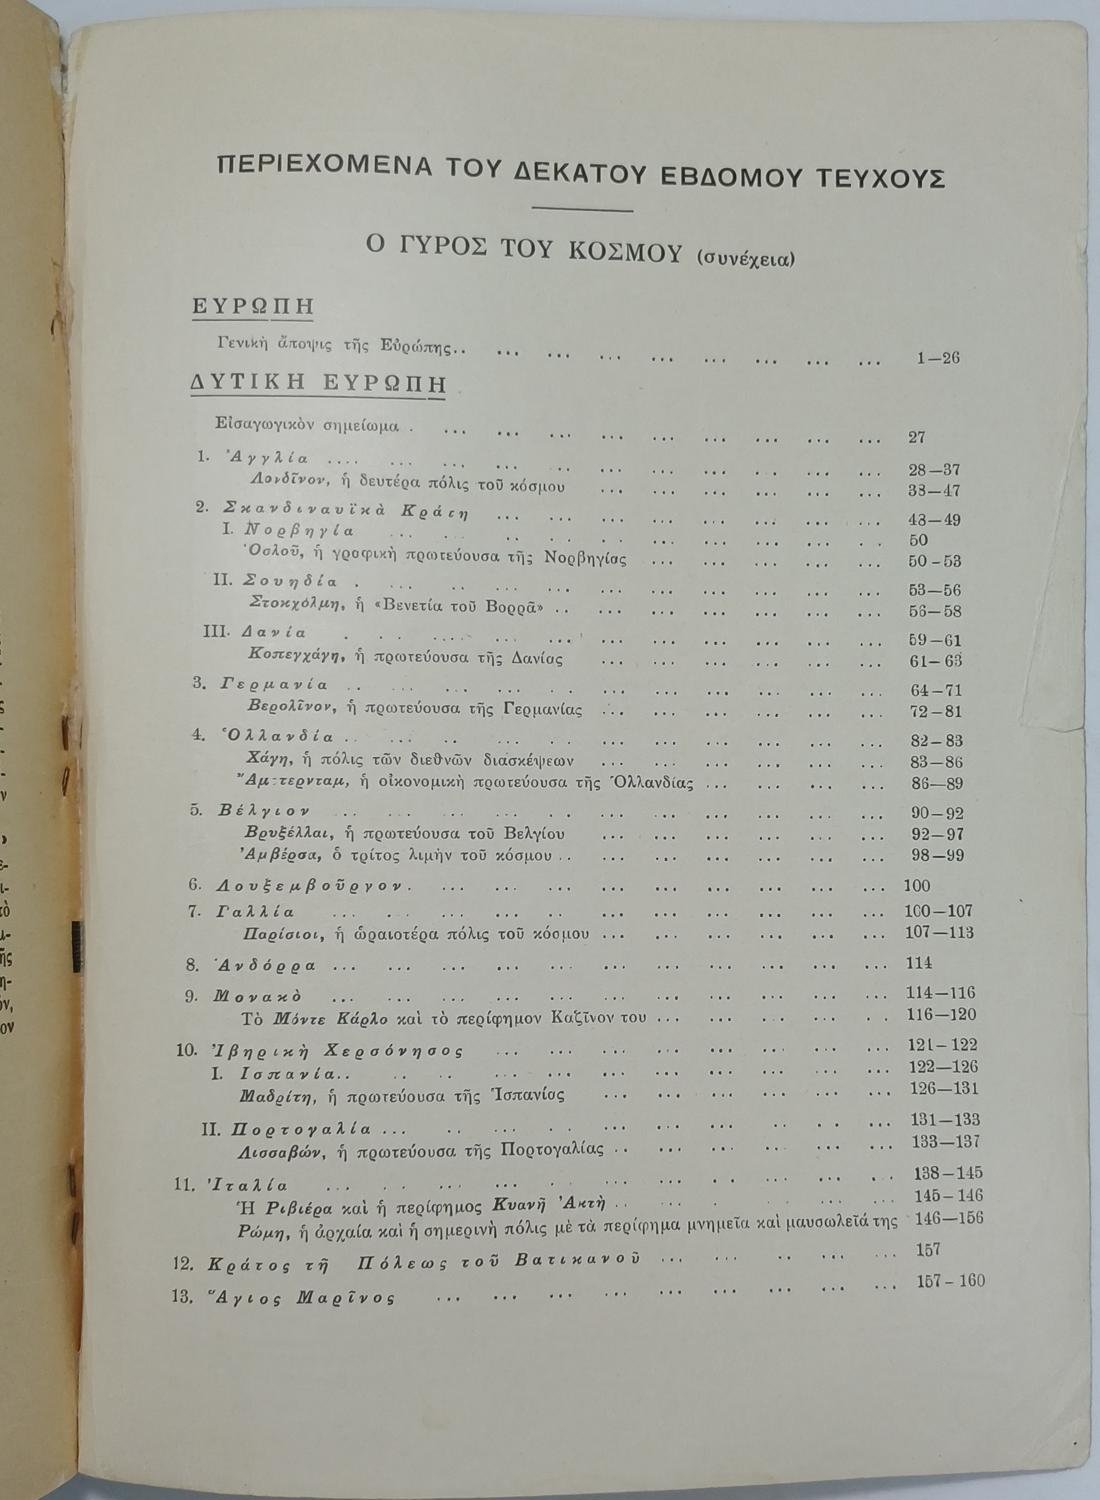 ΠΕΡΙΕΧΟΜΕΝΑ ΤΟΥ ΔΕΚΑΤΟΥ ΕΒΔΟΜΟΥ ΤΕΥΧΟΥΣ
Ο ΓΥΡΟΣ ΤΟΥ ΚΟΣΜΟΥ (συνέχεια)
ΕΥΡΩΠΗ
Γενικὴ ἄποψις τῆς Εὐρώπης.. ... ... ... ... ... ... ... ... 1—26
ΔΥΤΙΚΗ ΕΥΡΩΠΗ
Εἰσαγωγικὸν σημείωμα . ... ... ... ... ... ... ... ... ... 27
1. Ἀγγλία .... ... ... ... ... ... ... ... ... ... ... 28—37
Λονδῖνον, ἡ δευτέρα πόλις τοῦ κόσμου ... ... ... ... ... ... 38—47
2. Σκανδιναυϊκὰ Κράτη ... ... ... ... ... ... ... ... 48—49
I. Νορβηγία ... ... ... ... ... ... ... ... ... 50
Ὀσλοῦ, ἡ γραφικὴ πρωτεύουσα τῆς Νορβηγίας ... ... ... ... ... 50-53
II. Σουηδία . ... ... ... ... ... ... ... ... ... ... 53—56
Στοκχόλμη, ἡ «Βενετία τοῦ Βορρᾶ» .. ... ... ... ... ... ... 56—58
III. Δανία . .. .... ... ... ... ... ... ... ... ... 59—61
Κοπεγχάγη, ἡ πρωτεύουσα τῆς Δανίας ... ... ... ... ... ... 61—63
3. Γερμανία .. ... ... ... .. ... ... ... ... ... ... 64—71
Βερολῖνον, ἡ πρωτεύουσα τῆς Γερμανίας ... ... ... ... ... ... 72—81
4. Ὁλλανδία .. ... .. ... .. ... ... ... ... ... ... 82—83
Χάγη, ἡ πόλις τῶν διεθνῶν διασκέψεων ... ... ... ... ... ... 83—86
ἡ οἰκονομικὴ πρωτεύουσα τῆς Ὁλλανδίας ... ... ... ... 86—89
5. Βέλγιον ... ... ... ... .. ... ... ... ... ... ... 90—92
Βρυξέλλαι, ἡ πρωτεύουσα τοῦ Βελγίου ... ... ... ... ... ... 92—97
Ἀμβέρσα, ὁ τρίτος λιμὴν τοῦ κόσμου .. ... ... ... ... ... ... 98—99
6. Λουξεμβοῦργον. ... ... ... ... ... ... ... ... ... 100
7. Γαλλία ... .. ... .. ... ... ... ... ... ... 100—107
Παρίσιοι, ἡ ὡραιοτέρα πόλις τοῦ κόσμου ... ... ... ... ... ... 107—113
8. Ἀνδόρρα ... ... ... ... ... ... ... ... ... ... ... 114
9. Μονακὸ ... ... ... ... ... ... ... ... ... ... ... 114—116
Τὸ Μόντε Κάρλο καὶ τὸ περίφημον Καζῖνον του ... ... ... ... .. 116—120
10. Ἰβηρικὴ Χερσόνησος ... ... ... ... ... ... ... ... 121—122
I. Ισπανία.. .. .. ... ... ... ... ... ... ... ... 122—126
Μαδρίτη, ἡ πρωτεύουσα τῆς Ἱσπανίας ... ... ... ... ... ... 126—131
II. Πορτογαλία ... .. ... .. ... ... ... .. .. ... 131—133
Λισσαβών, ἡ πρωτεύουσα τῆς Πορτογαλίας .. ... ... ... ... ... 133—137
11. Ἰταλία ... .. ... ... .. ... ... ... ... ... ... 138—145
Ἡ Ριβιέρα καὶ ἡ περίφημος Κυανῆ Ἀκτὴ .. ... . ... ... ... 145—146
Ρώμη, ἡ ἀρχαία καὶ ἡ σημερινὴ πόλις μὲ τὰ περίφημα μνημεῖα καὶ μαυσωλεῖά της 146—156
12. Κράτος τῆ Πόλεως τοῦ Βατικανοῦ ... ... ... .. ... ... 157
13. Ἅγιος Μαρῖνος ... ... ... ... ... ... ... ... ... 157—160